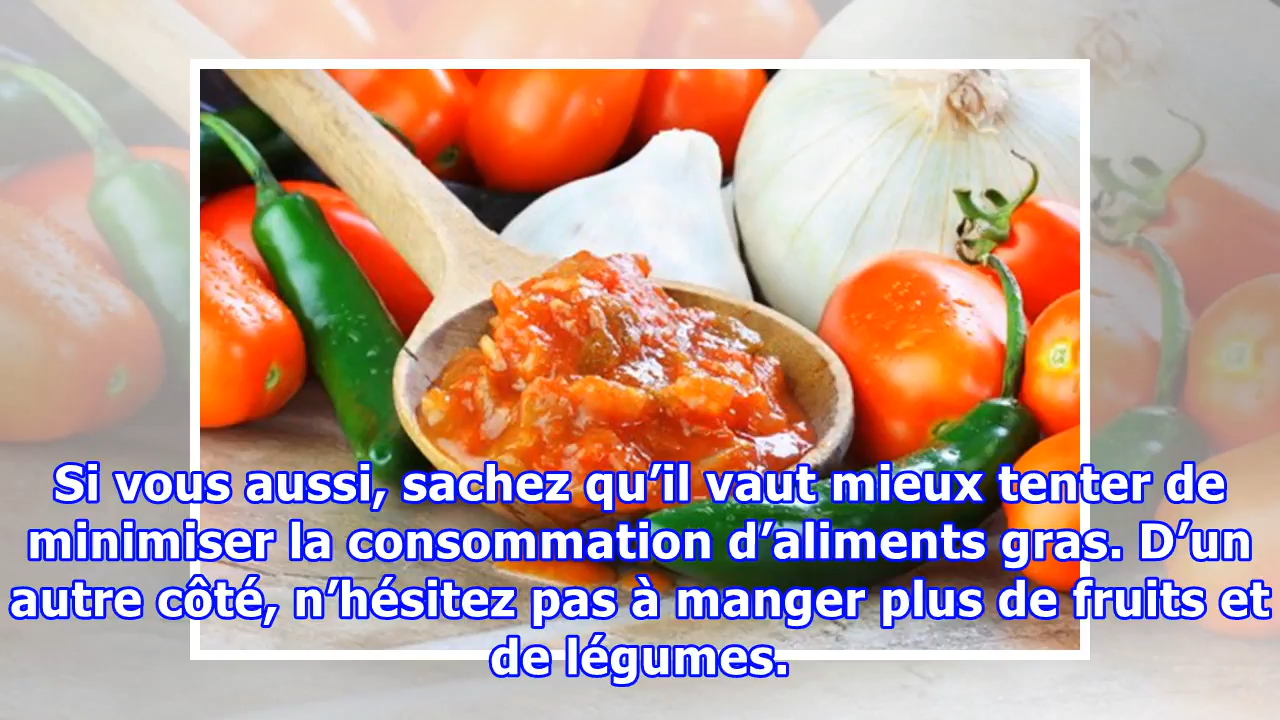 Si vous aussi, sachez qu’il vaut mieux tenter de
minimiser la consommation d’aliments gras. D’un
autre côté, n’hésitez pas à manger plus de fruits et
de légumes.